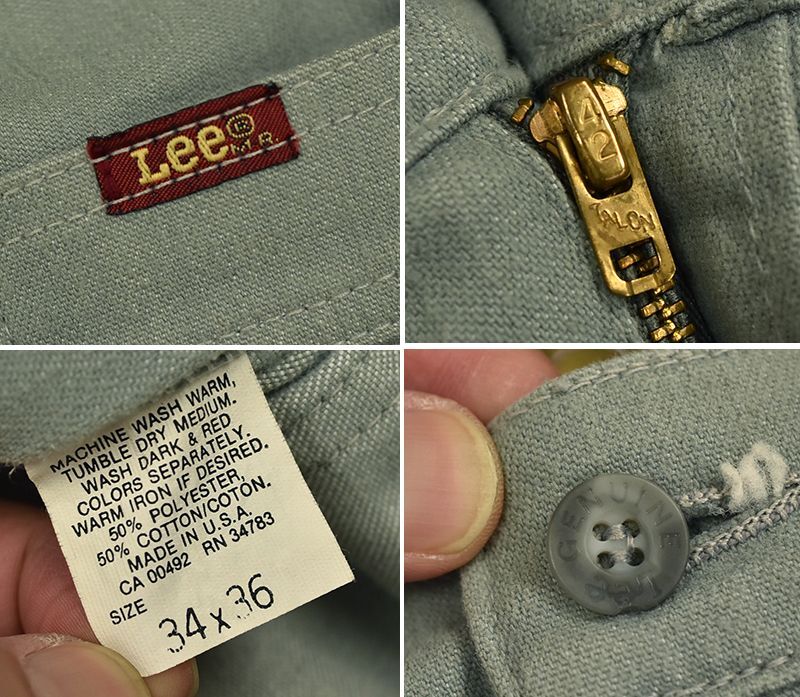 Lee®
M.R.
42
TALON
MACHINE WASH WARM,
TUMBLE DRY MEDIUM.
WASH DARK & RED
COLORS SEPARATELY.
WARM IRON IF DESIRED.
50% POLYESTER,
50% COTTON/COTON.
MADE IN U.S.A.
CA 00492 RN 34783
SIZE
34 x 36
GENUINE
Lee